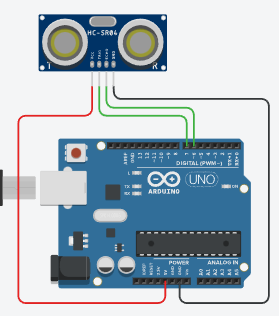 HC-SR04
T
R
VCC
TRIG
ECHO
GND
AREF
GND
13
12
~11
~10
~9
8
7
~6
~5
4
~3
2
TX→1
RX←0
DIGITAL (PWM~)
L
TX
RX
UNO
ON
ARDUINO
POWER
ANALOG IN
IOREF
RESET
3.3V
5V
GND
GND
Vin
A0
A1
A2
A3
A4
A5